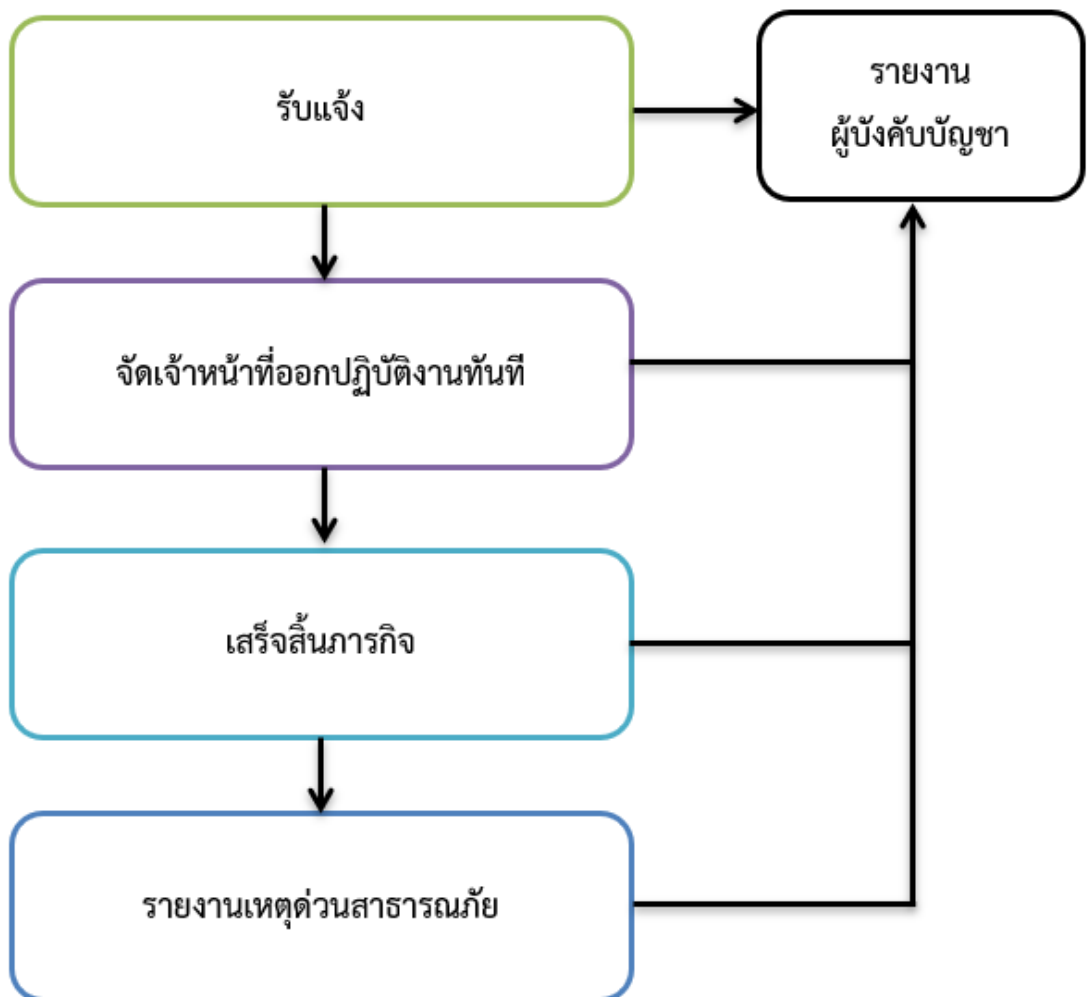 รับแจ้ง
รายงาน
ผู้บังคับบัญชา
จัดเจ้าหน้าที่ออกปฏิบัติงานทันที
เสร็จสิ้นภารกิจ
รายงานเหตุด่วนสาธารณภัย